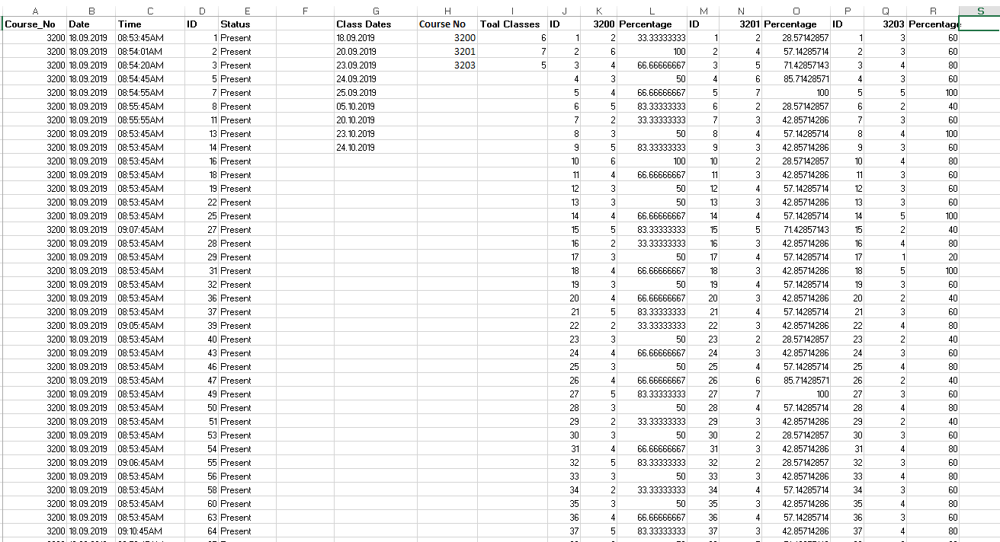 A B C D E F G H I J K L M N O P Q R S
Course_No Date Time ID Status Class Dates Course No Toal Classes ID 3200 Percentage ID 3201 Percentage ID 3203 Percentage
3200 18.09.2019 08:53:45AM 1 Present 18.09.2019 3200 6 1 2 33.33333333 1 2 28.57142857 1 3 60
3200 18.09.2019 08:54:01AM 2 Present 20.09.2019 3201 7 2 6 100 2 4 57.14285714 2 3 60
3200 18.09.2019 08:54:20AM 3 Present 23.09.2019 3203 5 3 4 66.66666667 3 5 71.42857143 3 4 80
3200 18.09.2019 08:54:45AM 5 Present 24.09.2019 4 3 50 4 6 85.71428571 4 3 60
3200 18.09.2019 08:54:55AM 7 Present 25.09.2019 5 4 66.66666667 5 7 100 5 5 100
3200 18.09.2019 08:55:45AM 8 Present 05.10.2019 6 5 83.33333333 6 2 28.57142857 6 2 40
3200 18.09.2019 08:55:55AM 11 Present 20.10.2019 7 2 33.33333333 7 3 42.85714286 7 3 60
3200 18.09.2019 08:53:45AM 13 Present 23.10.2019 8 3 50 8 4 57.14285714 8 4 100
3200 18.09.2019 08:53:45AM 14 Present 24.10.2019 9 5 83.33333333 9 3 42.85714286 9 3 60
3200 18.09.2019 08:53:45AM 16 Present 10 6 100 10 2 28.57142857 10 4 80
3200 18.09.2019 08:53:45AM 18 Present 11 4 66.66666667 11 3 42.85714286 11 3 60
3200 18.09.2019 08:53:45AM 19 Present 12 3 50 12 4 57.14285714 12 3 60
3200 18.09.2019 08:53:45AM 22 Present 13 3 50 13 3 42.85714286 13 3 60
3200 18.09.2019 08:53:45AM 25 Present 14 4 66.66666667 14 4 57.14285714 14 5 100
3200 18.09.2019 09:07:45AM 27 Present 15 5 83.33333333 15 5 71.42857143 15 2 40
3200 18.09.2019 08:53:45AM 28 Present 16 2 33.33333333 16 3 42.85714286 16 4 80
3200 18.09.2019 08:53:45AM 29 Present 17 3 50 17 4 57.14285714 17 1 20
3200 18.09.2019 08:53:45AM 31 Present 18 4 66.66666667 18 3 42.85714286 18 5 100
3200 18.09.2019 08:53:45AM 32 Present 19 3 50 19 4 57.14285714 19 3 60
3200 18.09.2019 08:53:45AM 36 Present 20 4 66.66666667 20 3 42.85714286 20 2 40
3200 18.09.2019 08:53:45AM 37 Present 21 5 83.33333333 21 4 57.14285714 21 3 60
3200 18.09.2019 09:05:45AM 39 Present 22 2 33.33333333 22 3 42.85714286 22 4 80
3200 18.09.2019 08:53:45AM 40 Present 23 3 50 23 2 28.57142857 23 2 40
3200 18.09.2019 08:53:45AM 43 Present 24 4 66.66666667 24 3 42.85714286 24 3 60
3200 18.09.2019 08:53:45AM 46 Present 25 3 50 25 4 57.14285714 25 4 80
3200 18.09.2019 08:53:45AM 47 Present 26 4 66.66666667 26 6 85.71428571 26 2 40
3200 18.09.2019 08:53:45AM 49 Present 27 5 83.33333333 27 7 100 27 3 60
3200 18.09.2019 08:53:45AM 50 Present 28 3 50 28 4 57.14285714 28 4 80
3200 18.09.2019 08:53:45AM 51 Present 29 2 33.33333333 29 3 42.85714286 29 2 40
3200 18.09.2019 08:53:45AM 53 Present 30 3 50 30 2 28.57142857 30 3 60
3200 18.09.2019 08:53:45AM 54 Present 31 4 66.66666667 31 3 42.85714286 31 4 80
3200 18.09.2019 09:06:45AM 55 Present 32 5 83.33333333 32 2 28.57142857 32 3 60
3200 18.09.2019 08:53:45AM 56 Present 33 3 50 33 3 42.85714286 33 4 80
3200 18.09.2019 08:53:45AM 58 Present 34 2 33.33333333 34 4 57.14285714 34 3 60
3200 18.09.2019 08:53:45AM 60 Present 35 3 50 35 3 42.85714286 35 4 80
3200 18.09.2019 08:53:45AM 63 Present 36 4 66.66666667 36 4 57.14285714 36 3 60
3200 18.09.2019 09:10:45AM 64 Present 37 5 83.33333333 37 3 42.85714286 37 4 80